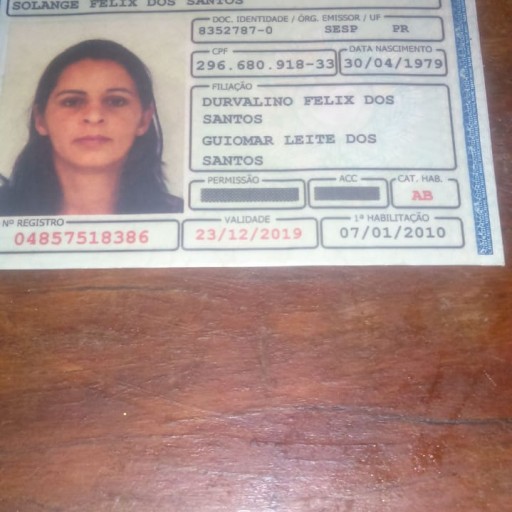 SOLANGE FELIX DOS SANTOS
DOC. IDENTIDADE / ÓRG. EMISSOR / UF
8352787-0 SESP PR
CPF DATA NASCIMENTO
296.680.918-33 30/04/1979
FILIAÇÃO
DURVALINO FELIX DOS
SANTOS
GUIOMAR LEITE DOS
SANTOS
PERMISSÃO ACC CAT. HAB.
AB
Nº REGISTRO VALIDADE 1ª HABILITAÇÃO
04857518386 23/12/2019 07/01/2010